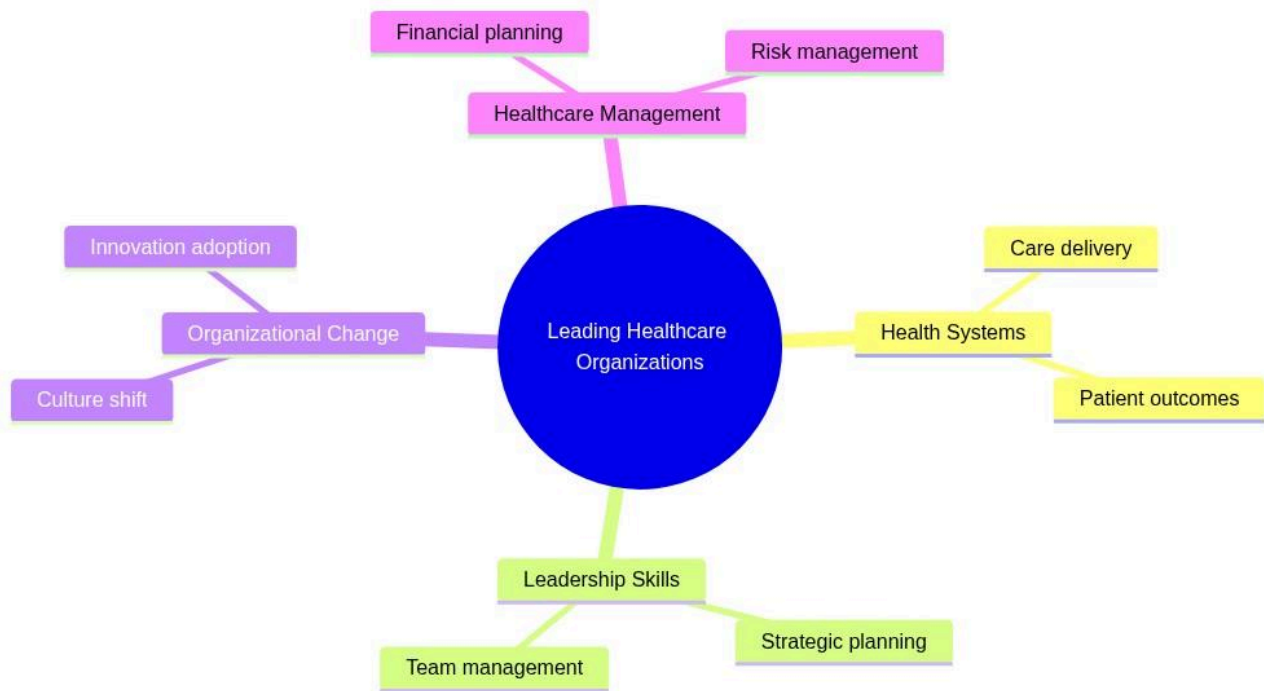 Financial planning
Risk management
Healthcare Management
Innovation adoption
Care delivery
Organizational Change
Leading Healthcare
Organizations
Health Systems
Culture shift
Patient outcomes
Leadership Skills
Strategic planning
Team management